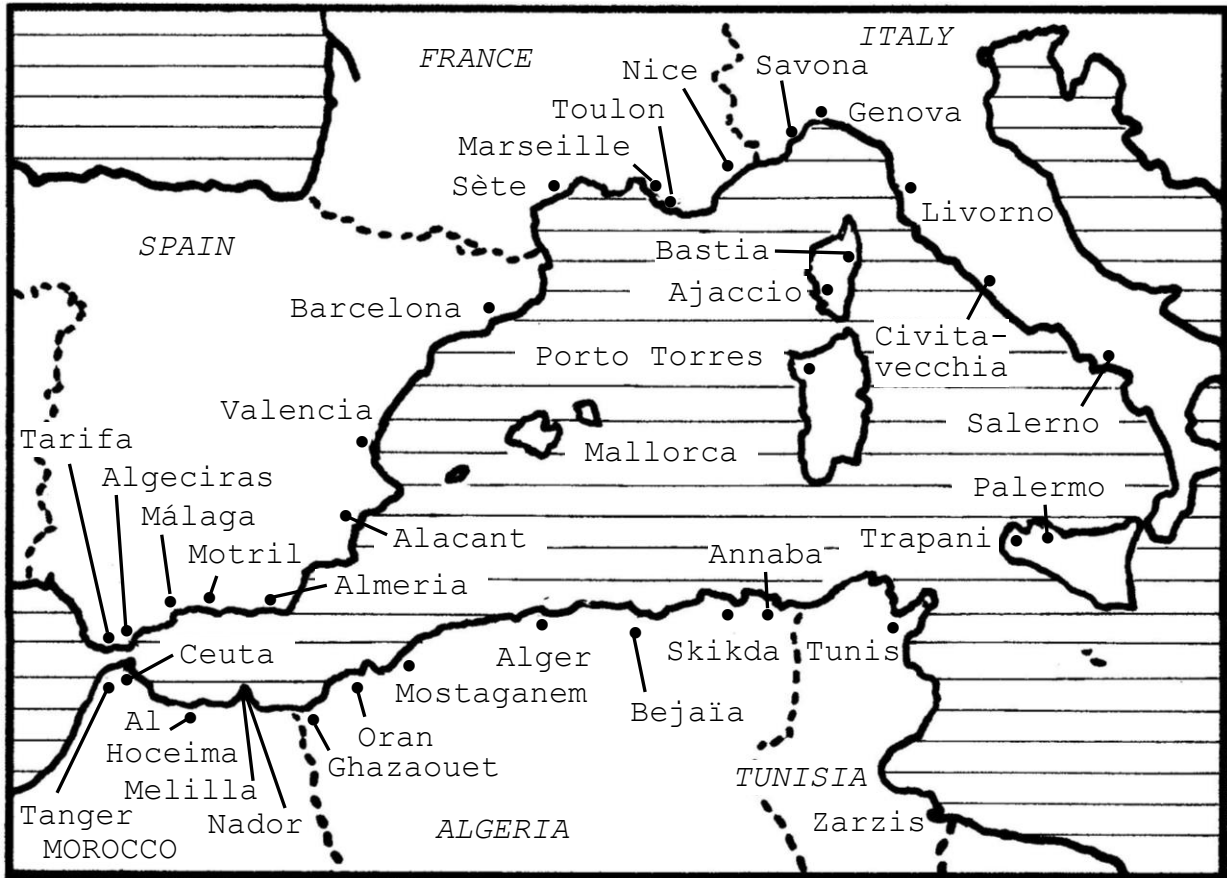 FRANCE
ITALY
Nice
Savona
Toulon
Genova
Marseille
Sète
Livorno
SPAIN
Bastia
Ajaccio
Barcelona
Civita-
vecchia
Porto Torres
Valencia
Salerno
Tarifa
Mallorca
Algeciras
Palermo
Málaga
Alacant
Trapani
Motril
Annaba
Almeria
Ceuta
Alger
Skikda
Tunis
Mostaganem
Bejaïa
Al
Hoceima
Oran
Ghazaouet
Melilla
TUNISIA
Tanger
Nador
Zarzis
ALGERIA
MOROCCO